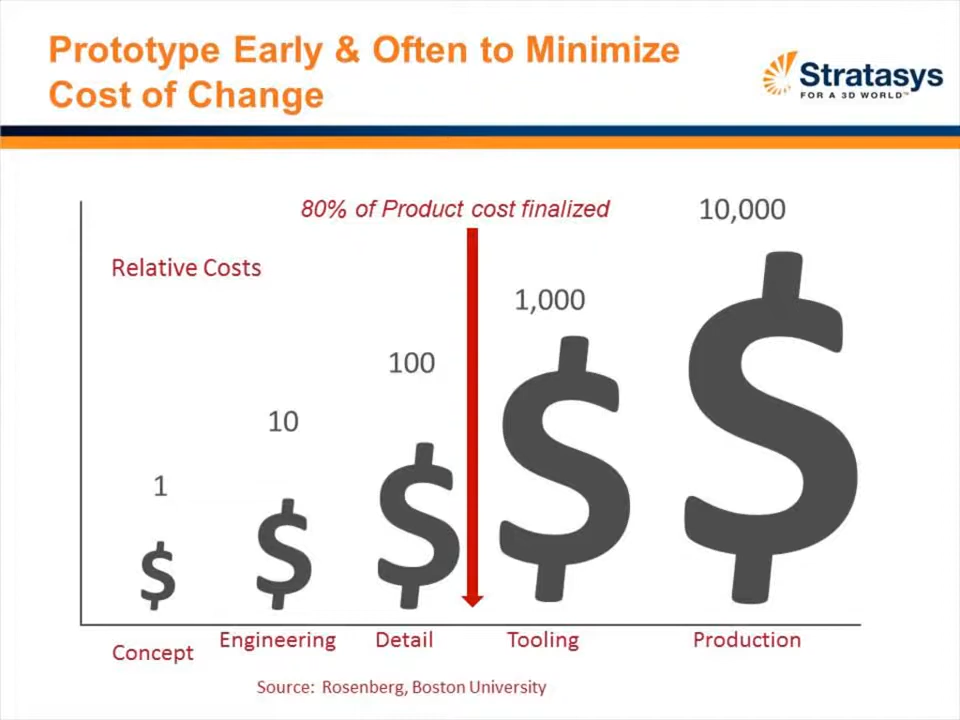 Prototype Early & Often to Minimize
Cost of Change
Stratasys
FOR A 3D WORLD™
80% of Product cost finalized
10,000
Relative Costs
1,000
100
10
1
$ $ $ $ $
Concept Engineering Detail Tooling Production
Source: Rosenberg, Boston University